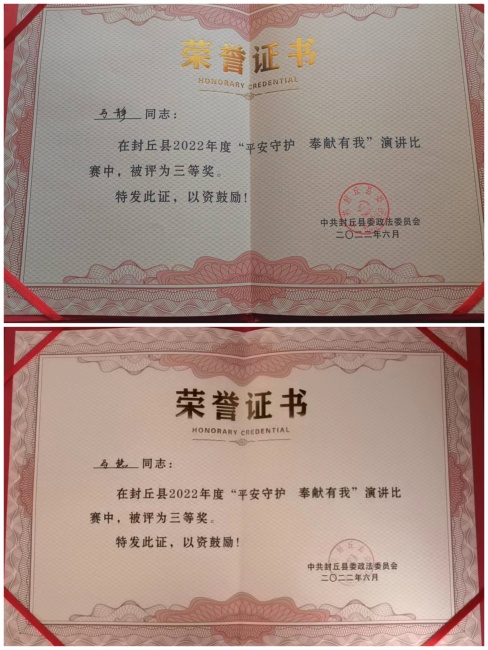 荣誉证书
HONORARY CREDENTIAL
静 同志：
在封丘县2022年度“平安守护 奉献有我”演讲比
赛中，被评为三等奖。
特发此证，以资鼓励！
中共封丘县委政法委员会
二〇二二年六月
荣誉证书
HONORARY CREDENTIAL
同志：
在封丘县2022年度“平安守护 奉献有我”演讲比
赛中，被评为三等奖。
特发此证，以资鼓励！
中共封丘县委政法委员会
二〇二二年六月